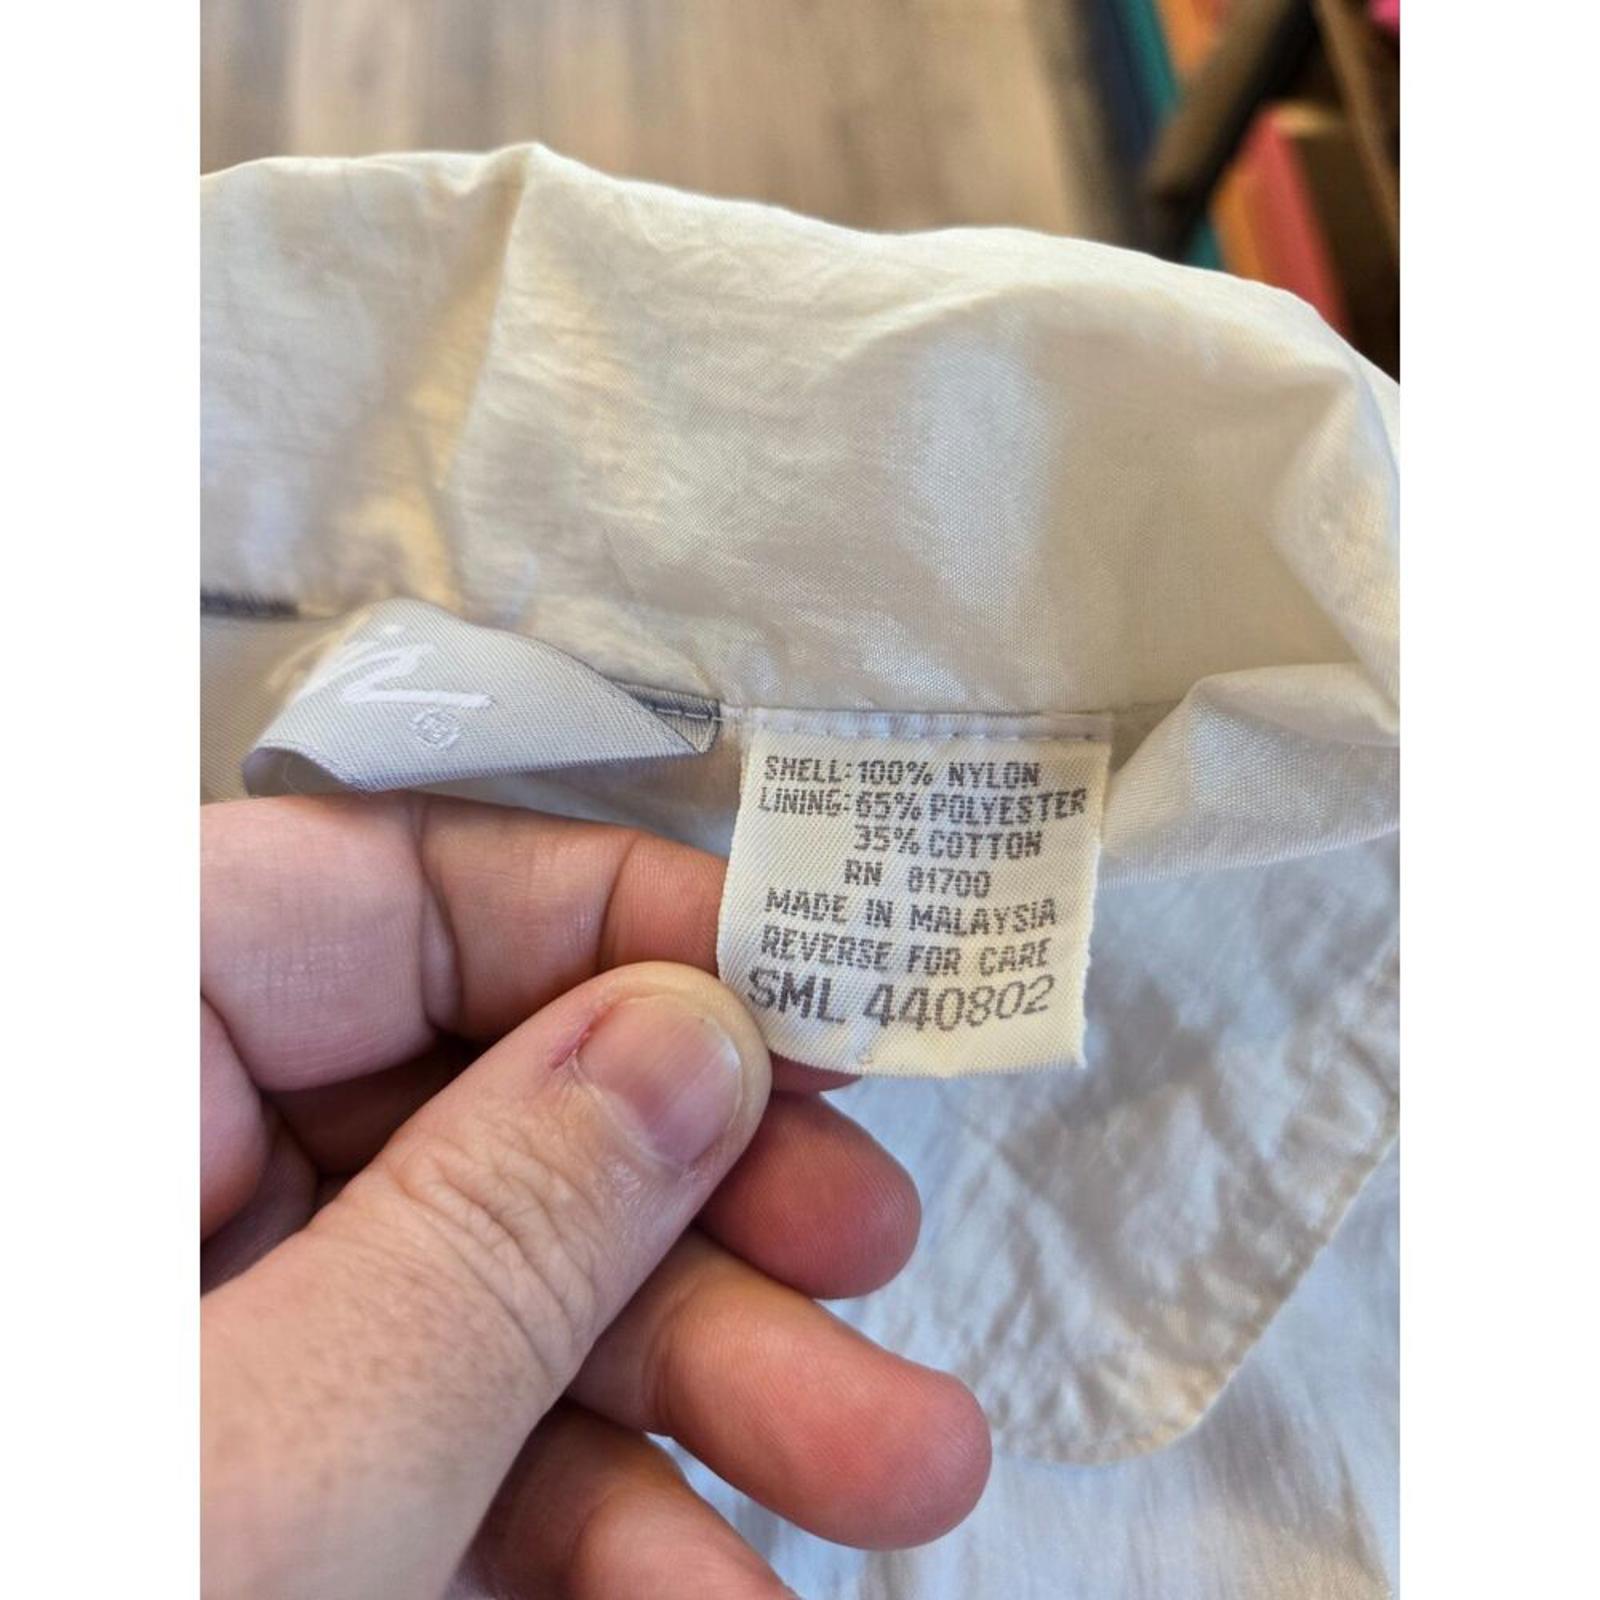 SHELL: 100% NYLON
LINING: 65% POLYESTER
35% COTTON
RN 81700
MADE IN MALAYSIA
REVERSE FOR CARE
SML 440802